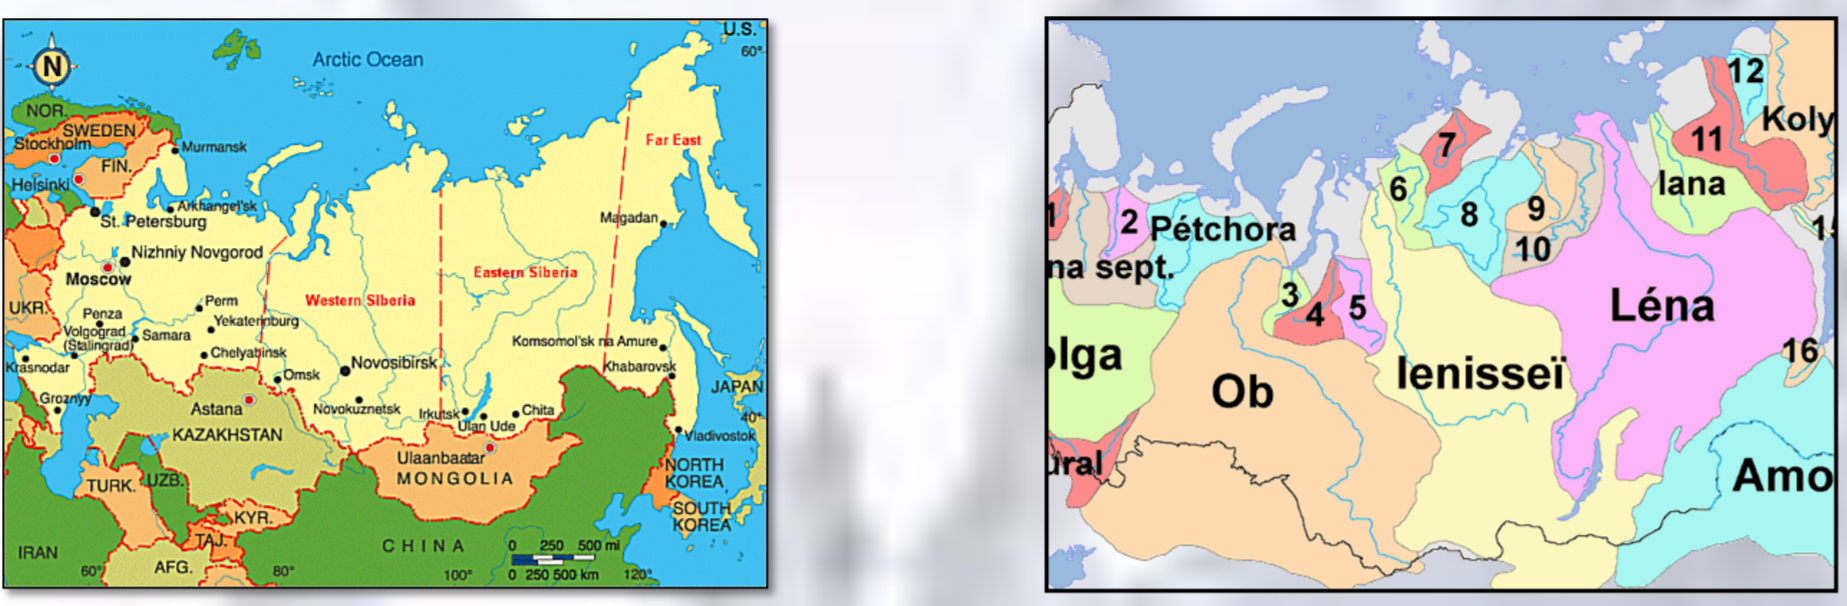 U.S.
60°
Arctic Ocean
N
NOR.
SWEDEN
Stockholm
Murmansk
FIN.
Far East
Helsinki
Arkhangel'sk
St. Petersburg
Magadan
Nizhniy Novgorod
Moscow
Eastern Siberia
Western Siberia
UKR.
Perm
Penza
Yekaterinburg
Volgograd
(Stalingrad)
Samara
Komsomol'sk na Amure
Chelyabinsk
Krasnodar
Novosibirsk
Khabarovsk
Omsk
JAPAN
Groznyy
Astana
Novokuznetsk
Irkutsk
Chita
40°
Ulan Ude
KAZAKHSTAN
Vladivostok
Ulaanbaatar
MONGOLIA
NORTH
KOREA
TURK.
UZB.
SOUTH
KOREA
KYR.
TAJ.
IRAN
CHINA
0 250 500 mi
0 250 500 km
AFG.
60°
80°
100°
120°
12
Koly
7
11
6
Iana
1
2
Pétchora
8
9
10
15
na sept.
3
4
5
Léna
olga
16
Ob
Ienisseï
ural
Amo